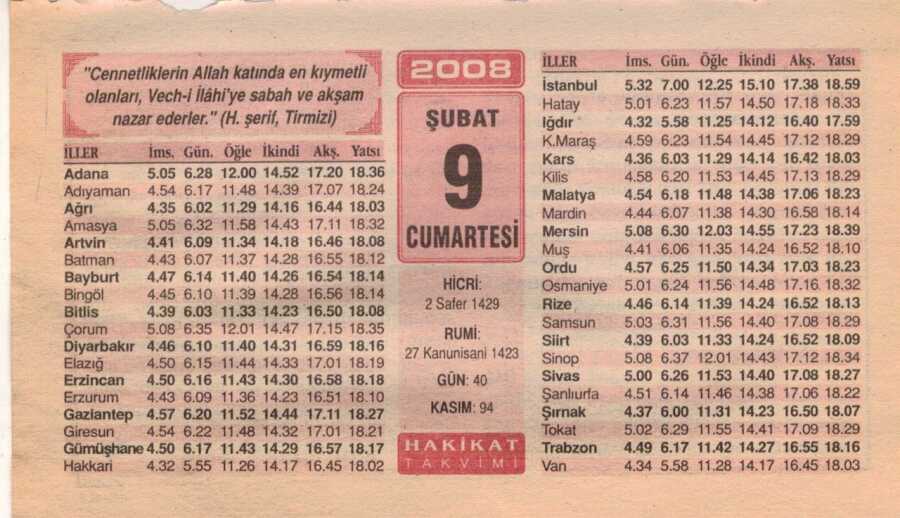 "Cennetliklerin Allah katında en kıymetli
olanları, Vech-i İlâhi'ye sabah ve akşam
nazar ederler." (H. şerif, Tirmizi)
İLLER İms. Gün. Öğle İkindi Akş. Yatsı
Adana 5.05 6.28 12.00 14.52 17.20 18.36
Adıyaman 4.54 6.17 11.48 14.39 17.07 18.24
Ağrı 4.35 6.02 11.29 14.16 16.44 18.03
Amasya 5.05 6.32 11.58 14.43 17.11 18.32
Artvin 4.41 6.09 11.34 14.18 16.46 18.08
Batman 4.43 6.07 11.37 14.28 16.55 18.12
Bayburt 4.47 6.14 11.40 14.26 16.54 18.14
Bingöl 4.45 6.10 11.39 14.28 16.56 18.14
Bitlis 4.39 6.03 11.33 14.23 16.50 18.08
Çorum 5.08 6.35 12.01 14.47 17.15 18.35
Diyarbakır 4.46 6.10 11.40 14.31 16.59 18.16
Elazığ 4.50 6.15 11.44 14.33 17.01 18.19
Erzincan 4.50 6.16 11.43 14.30 16.58 18.18
Erzurum 4.43 6.09 11.36 14.23 16.51 18.10
Gaziantep 4.57 6.20 11.52 14.44 17.11 18.27
Giresun 4.54 6.22 11.48 14.32 17.01 18.21
Gümüşhane 4.50 6.17 11.43 14.29 16.57 18.17
Hakkari 4.32 5.55 11.26 14.17 16.45 18.02
2008
ŞUBAT
9
CUMARTESİ
HİCRİ:
2 Safer 1429
RUMİ:
27 Kanunisani 1423
GÜN: 40
KASIM: 94
HAKİKAT
TAKVİMİ
İLLER İms. Gün. Öğle İkindi Akş. Yatsı
İstanbul 5.32 7.00 12.25 15.10 17.38 18.59
Hatay 5.01 6.23 11.57 14.50 17.18 18.33
Iğdır 4.32 5.58 11.25 14.12 16.40 17.59
K.Maraş 4.59 6.23 11.54 14.45 17.12 18.29
Kars 4.36 6.03 11.29 14.14 16.42 18.03
Kilis 4.58 6.20 11.53 14.45 17.13 18.29
Malatya 4.54 6.18 11.48 14.38 17.06 18.23
Mardin 4.44 6.07 11.38 14.30 16.58 18.14
Mersin 5.08 6.30 12.03 14.55 17.23 18.39
Muş 4.41 6.06 11.35 14.24 16.52 18.10
Ordu 4.57 6.25 11.50 14.34 17.03 18.23
Osmaniye 5.01 6.24 11.56 14.48 17.16 18.32
Rize 4.46 6.14 11.39 14.24 16.52 18.13
Samsun 5.03 6.31 11.56 14.40 17.08 18.29
Siirt 4.39 6.03 11.33 14.24 16.52 18.09
Sinop 5.08 6.37 12.01 14.43 17.12 18.34
Sivas 5.00 6.26 11.53 14.40 17.08 18.27
Şanlıurfa 4.51 6.14 11.46 14.38 17.06 18.22
Şırnak 4.37 6.00 11.31 14.23 16.50 18.07
Tokat 5.02 6.29 11.55 14.41 17.09 18.29
Trabzon 4.49 6.17 11.42 14.27 16.55 18.16
Van 4.34 5.58 11.28 14.17 16.45 18.03